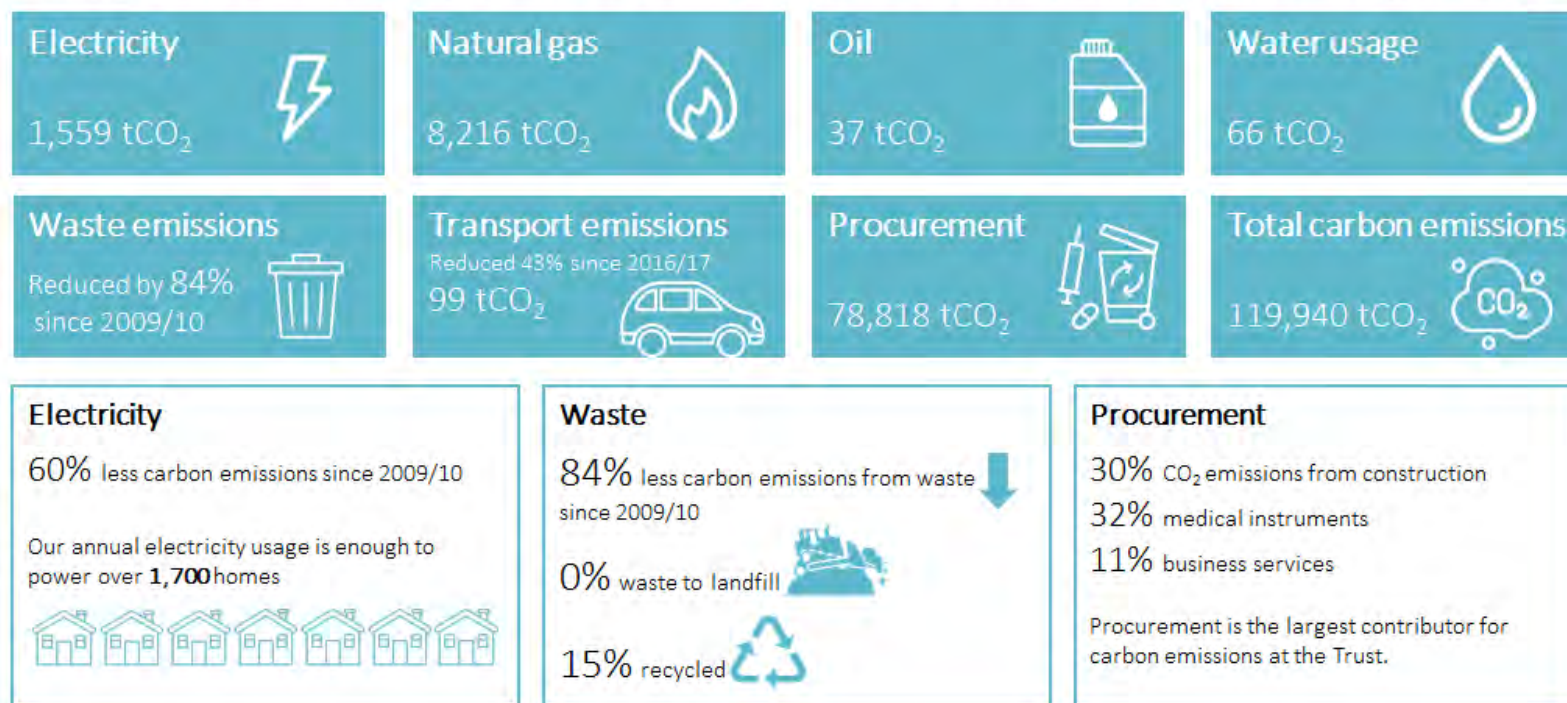 Electricity
1,559 tCO₂
Natural gas
8,216 tCO₂
Oil
37 tCO₂
Water usage
66 tCO₂
Waste emissions
Reduced by 84%
since 2009/10
Transport emissions
Reduced 43% since 2016/17
99 tCO₂
Procurement
78,818 tCO₂
Total carbon emissions
119,940 tCO₂
CO₂
Electricity
60% less carbon emissions since 2009/10
Our annual electricity usage is enough to
power over 1,700 homes
Waste
84% less carbon emissions from waste
since 2009/10
0% waste to landfill
15% recycled
Procurement
30% CO₂ emissions from construction
32% medical instruments
11% business services
Procurement is the largest contributor for
carbon emissions at the Trust.